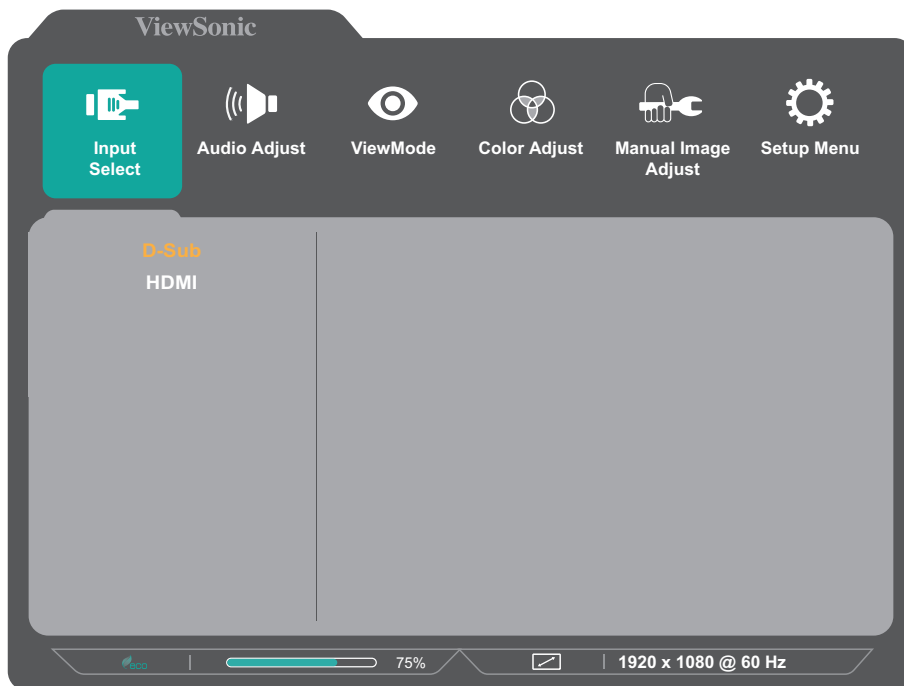 ViewSonic
Input
Select
Audio Adjust
ViewMode
Color Adjust
Manual Image
Adjust
Setup Menu
D-Sub
HDMI
eco
75%
1920 x 1080 @ 60 Hz